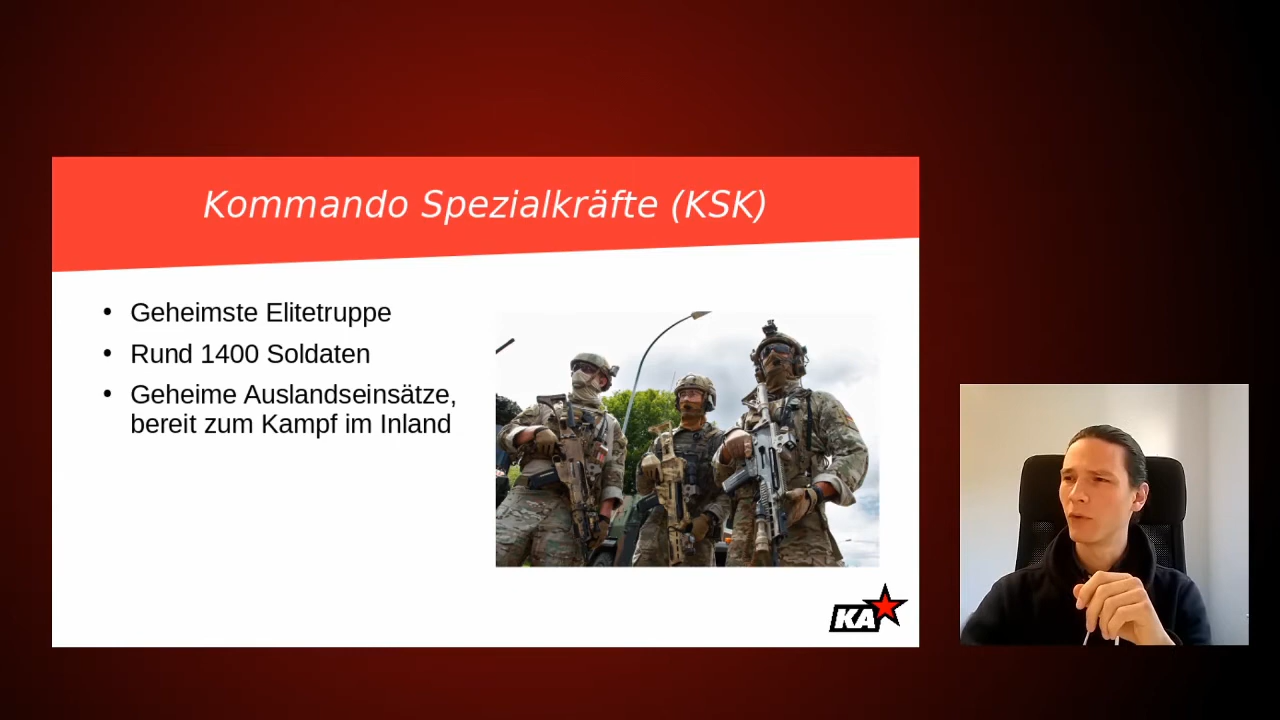 Kommando Spezialkräfte (KSK)
• Geheimste Elitetruppe
• Rund 1400 Soldaten
• Geheime Auslandseinsätze,
bereit zum Kampf im Inland
KA